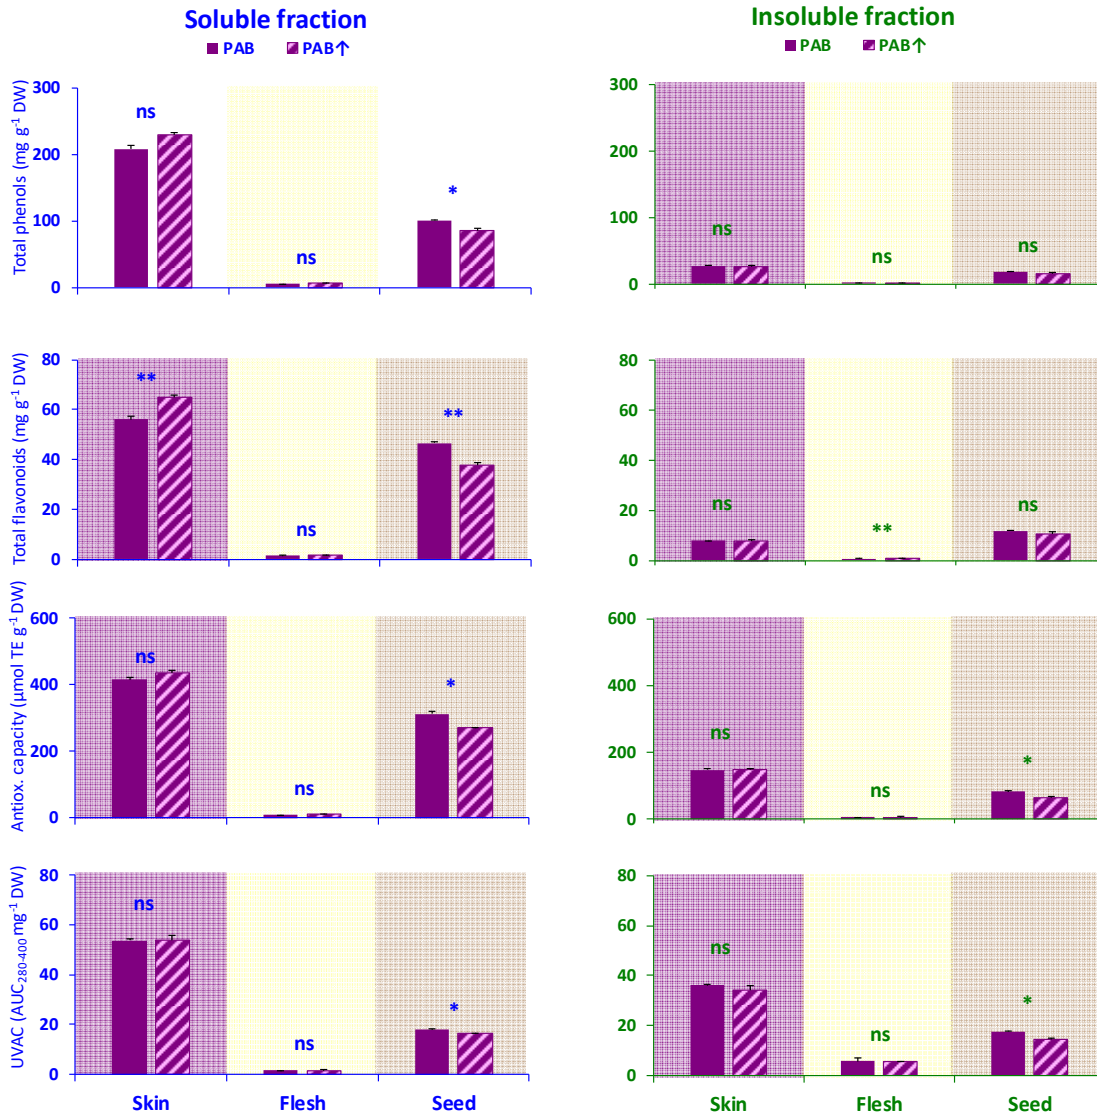 Soluble fraction
PAB PAB↑
Insoluble fraction
PAB PAB↑
Total phenols (mg g⁻¹ DW)
300
200
100
0
ns
ns
*
300
200
100
0
ns
ns
ns
Total flavonoids (mg g⁻¹ DW)
80
60
40
20
0
**
ns
**
80
60
40
20
0
ns
**
ns
Antiox. capacity (µmol TE g⁻¹ DW)
600
400
200
0
ns
ns
*
600
400
200
0
ns
ns
*
UVAC (AUC₂₈₀₋₄₀₀ mg⁻¹ DW)
80
60
40
20
0
ns
ns
*
80
60
40
20
0
ns
ns
*
Skin Flesh Seed
Skin Flesh Seed